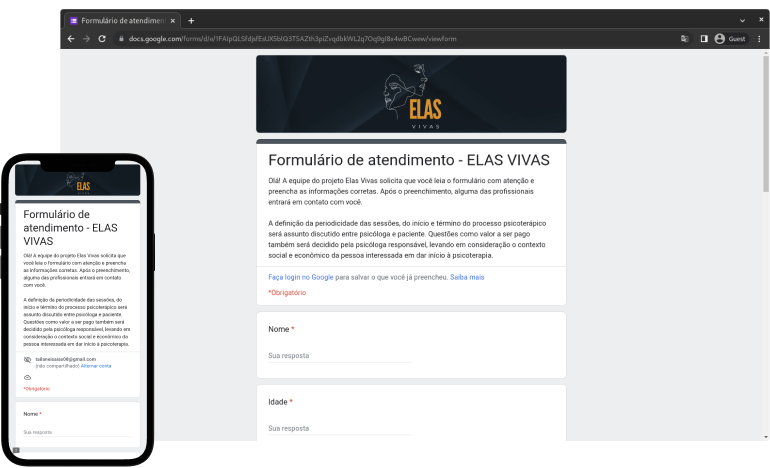 Formulário de atendimen
docs.google.com/forms/d/e/1FAIpQLSfdjsfEsUXSbIQ3TSAZth3piZvqdbkWL2q7Oq9gI8x4wBCwew/viewform
Guest
ELAS
VIVAS
Formulário de atendimento - ELAS VIVAS
Olá! A equipe do projeto Elas Vivas solicita que você leia o formulário com atenção e
preencha as informações corretas. Após o preenchimento, alguma das profissionais
entrará em contato com você.
A definição da periodicidade das sessões, do início e término do processo psicoterápico
será assunto discutido entre psicóloga e paciente. Questões como valor a ser pago
também será decidido pela psicóloga responsável, levando em consideração o contexto
social e econômico da pessoa interessada em dar início à psicoterapia.
Faça login no Google para salvar o que você já preencheu. Saiba mais
*Obrigatório
Nome *
Sua resposta
Idade *
Sua resposta
ELAS
Formulário de
atendimento - ELAS
VIVAS
Olá! A equipe do projeto Elas Vivas solicita que
você leia o formulário com atenção e preencha
as informações corretas. Após o preenchimento,
alguma das profissionais entrará em contato
com você.
A definição da periodicidade das sessões, do
início e término do processo psicoterápico será
assunto discutido entre psicóloga e paciente.
Questões como valor a ser pago também será
decidido pela psicóloga responsável, levando em
consideração o contexto social e econômico da
pessoa interessada em dar início à psicoterapia.
(não compartilhado) Alternar conta
*Obrigatório
Nome *
Sua resposta